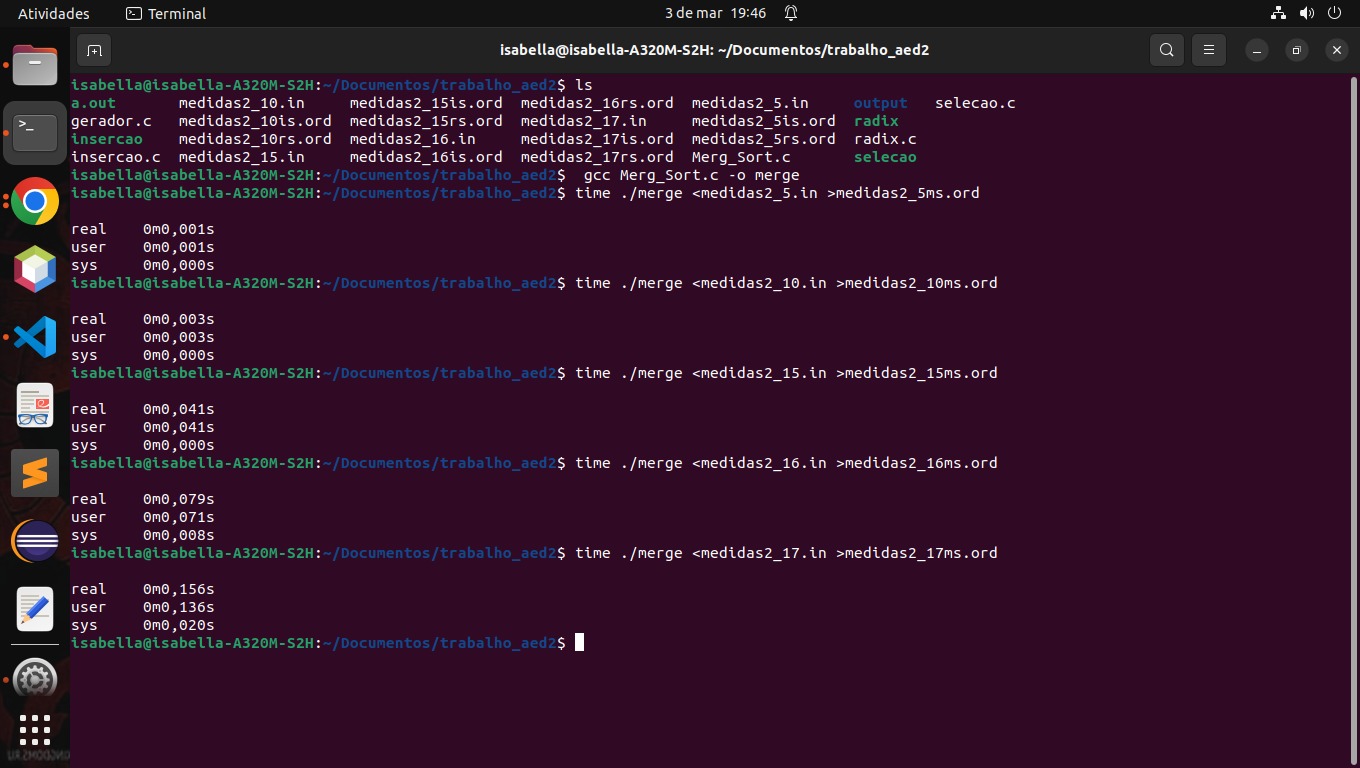 Atividades Terminal 3 de mar 19:46
isabella@isabella-A320M-S2H: ~/Documentos/trabalho_aed2
isabella@isabella-A320M-S2H:~/Documentos/trabalho_aed2$ ls
a.out medidas2_10.in medidas2_15is.ord medidas2_16rs.ord medidas2_5.in output selecao.c
gerador.c medidas2_10is.ord medidas2_15rs.ord medidas2_17.in medidas2_5is.ord radix
insercao medidas2_10rs.ord medidas2_16.in medidas2_17is.ord medidas2_5rs.ord radix.c
insercao.c medidas2_15.in medidas2_16is.ord medidas2_17rs.ord Merg_Sort.c selecao
isabella@isabella-A320M-S2H:~/Documentos/trabalho_aed2$  gcc Merg_Sort.c -o merge
isabella@isabella-A320M-S2H:~/Documentos/trabalho_aed2$ time ./merge <medidas2_5.in >medidas2_5ms.ord
real 0m0,001s
user 0m0,001s
sys 0m0,000s
isabella@isabella-A320M-S2H:~/Documentos/trabalho_aed2$ time ./merge <medidas2_10.in >medidas2_10ms.ord
real 0m0,003s
user 0m0,003s
sys 0m0,000s
isabella@isabella-A320M-S2H:~/Documentos/trabalho_aed2$ time ./merge <medidas2_15.in >medidas2_15ms.ord
real 0m0,041s
user 0m0,041s
sys 0m0,000s
isabella@isabella-A320M-S2H:~/Documentos/trabalho_aed2$ time ./merge <medidas2_16.in >medidas2_16ms.ord
real 0m0,079s
user 0m0,071s
sys 0m0,008s
isabella@isabella-A320M-S2H:~/Documentos/trabalho_aed2$ time ./merge <medidas2_17.in >medidas2_17ms.ord
real 0m0,156s
user 0m0,136s
sys 0m0,020s
isabella@isabella-A320M-S2H:~/Documentos/trabalho_aed2$